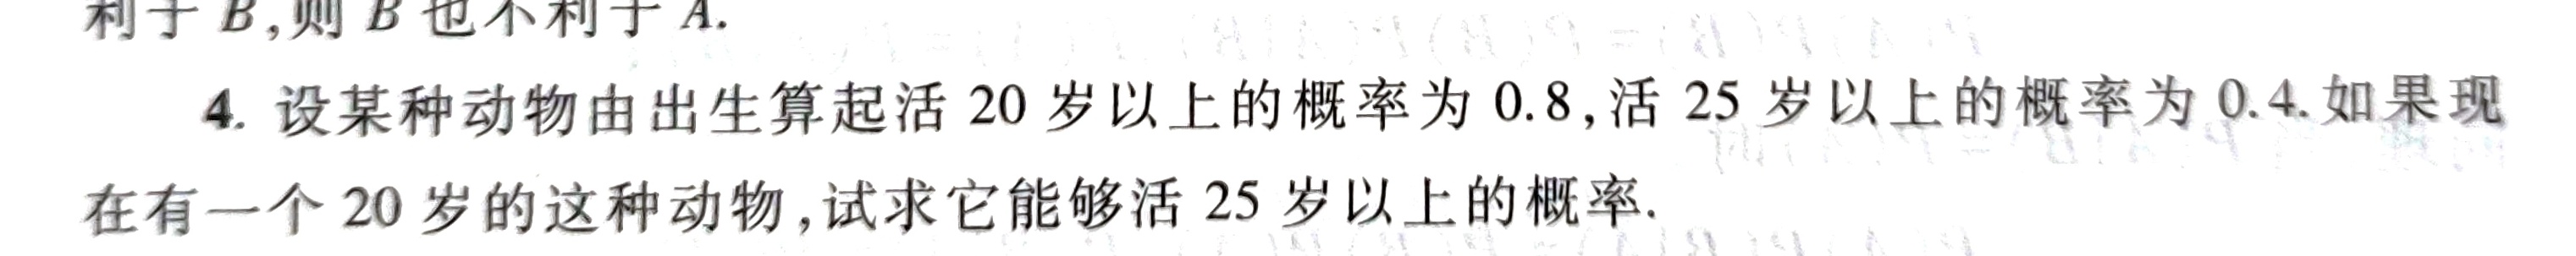 利于 B,则 B 也不利于 A.
4. 设某种动物由出生算起活 20 岁以上的概率为 0.8,活 25 岁以上的概率为 0.4.如果现
在有一个 20 岁的这种动物,试求它能够活 25 岁以上的概率.